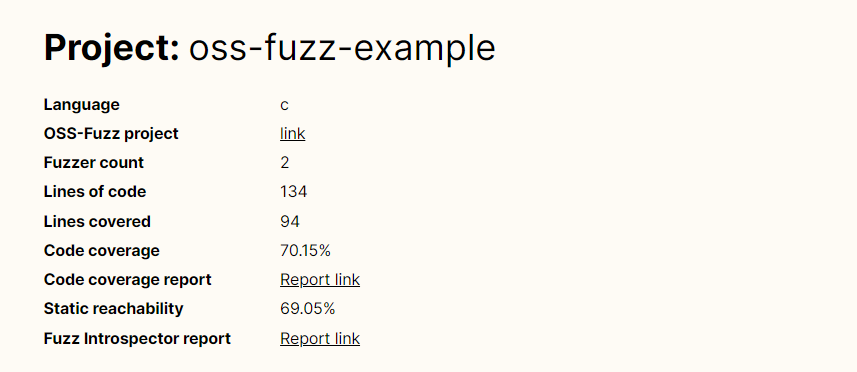 Project: oss-fuzz-example
Language c
OSS-Fuzz project link
Fuzzer count 2
Lines of code 134
Lines covered 94
Code coverage 70.15%
Code coverage report Report link
Static reachability 69.05%
Fuzz Introspector report Report link